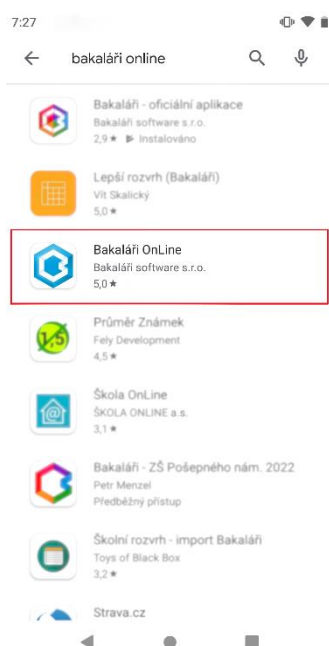 7:27
bakaláři online
Bakaláři - oficiální aplikace
Bakaláři software s.r.o.
2,9 ★ Instalováno
Lepší rozvrh (Bakaláři)
Vít Skalický
5,0 ★
Bakaláři OnLine
Bakaláři software s.r.o.
5,0 ★
Průměr Známek
1,5
Fely Development
4,5 ★
Škola OnLine
@
ŠKOLA ONLINE a.s.
3,1 ★
Bakaláři - ZŠ Pošepného nám. 2022
Petr Menzel
Předběžný přístup
Školní rozvrh - import Bakaláři
Toys of Black Box
3,2 ★
Strava.cz